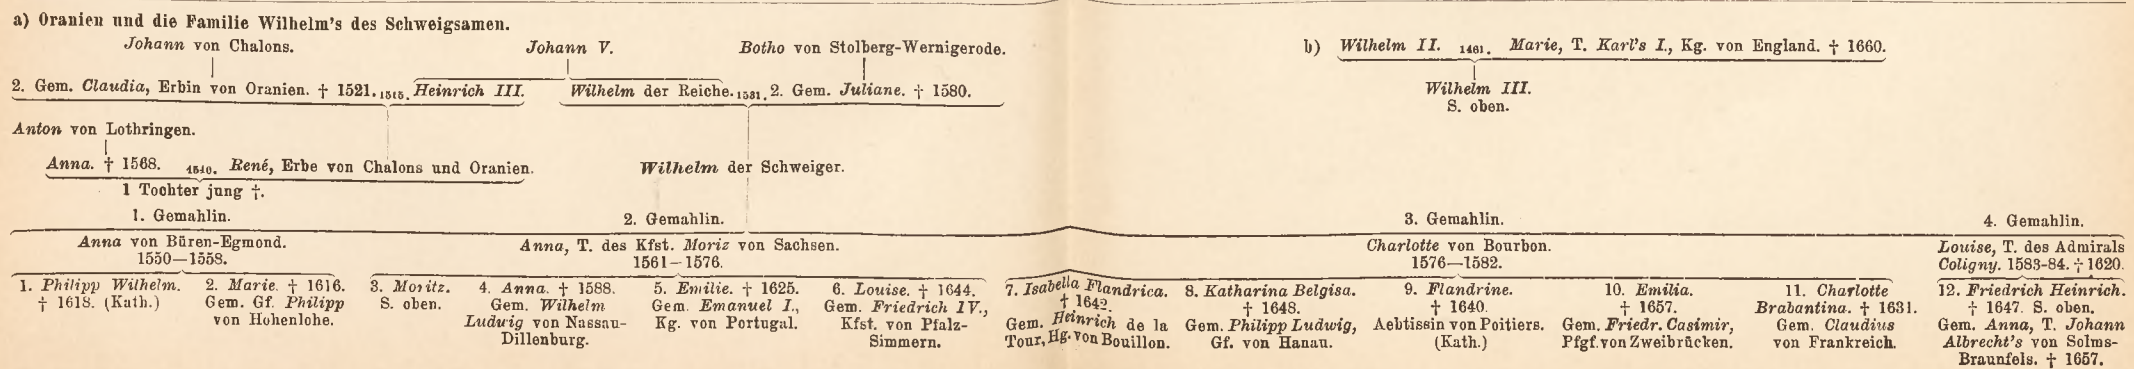 a) Oranien und die Familie Wilhelm's des Schweigsamen.
Johann von Chalons.
Johann V.
Botho von Stolberg-Wernigerode.
2. Gem. Claudia, Erbin von Oranien. † 1521. 1515. Heinrich III.
Wilhelm der Reiche. 1531. 2. Gem. Juliane. † 1580.
Anton von Lothringen.
Anna. † 1568. 1540. René, Erbe von Chalons und Oranien.
Wilhelm der Schweiger.
1 Tochter jung †.
b) Wilhelm II. 1461. Marie, T. Karl's I., Kg. von England. † 1660.
Wilhelm III.
S. oben.
1. Gemahlin.
2. Gemahlin.
3. Gemahlin.
4. Gemahlin.
Anna von Büren-Egmond.
1550—1558.
Anna, T. des Kfst. Moriz von Sachsen.
1561—1576.
Charlotte von Bourbon.
1576—1582.
Louise, T. des Admirals
Coligny. 1583-84. † 1620.
1. Philipp Wilhelm.
† 1618. (Kath.)
2. Marie. † 1616.
Gem. Gf. Philipp
von Hohenlohe.
3. Moritz.
S. oben.
4. Anna. † 1588.
Gem. Wilhelm
Ludwig von Nassau-
Dillenburg.
5. Emilie. † 1625.
Gem. Emanuel I.,
Kg. von Portugal.
6. Louise. † 1644.
Gem. Friedrich IV.,
Kfst. von Pfalz-
Simmern.
7. Isabella Flandrica.
† 1642.
Gem. Heinrich de la
Tour, Hg. von Bouillon.
8. Katharina Belgisa.
† 1648.
Gem. Philipp Ludwig,
Gf. von Hanau.
9. Flandrine.
† 1640.
Aebtissin von Poitiers.
(Kath.)
10. Emilia.
† 1657.
Gem. Friedr. Casimir,
Pfgf. von Zweibrücken.
11. Charlotte
Brabantina. † 1631.
Gem. Claudius
von Frankreich.
12. Friedrich Heinrich.
† 1647. S. oben.
Gem. Anna, T. Johann
Albrecht's von Solms-
Braunfels. † 1657.